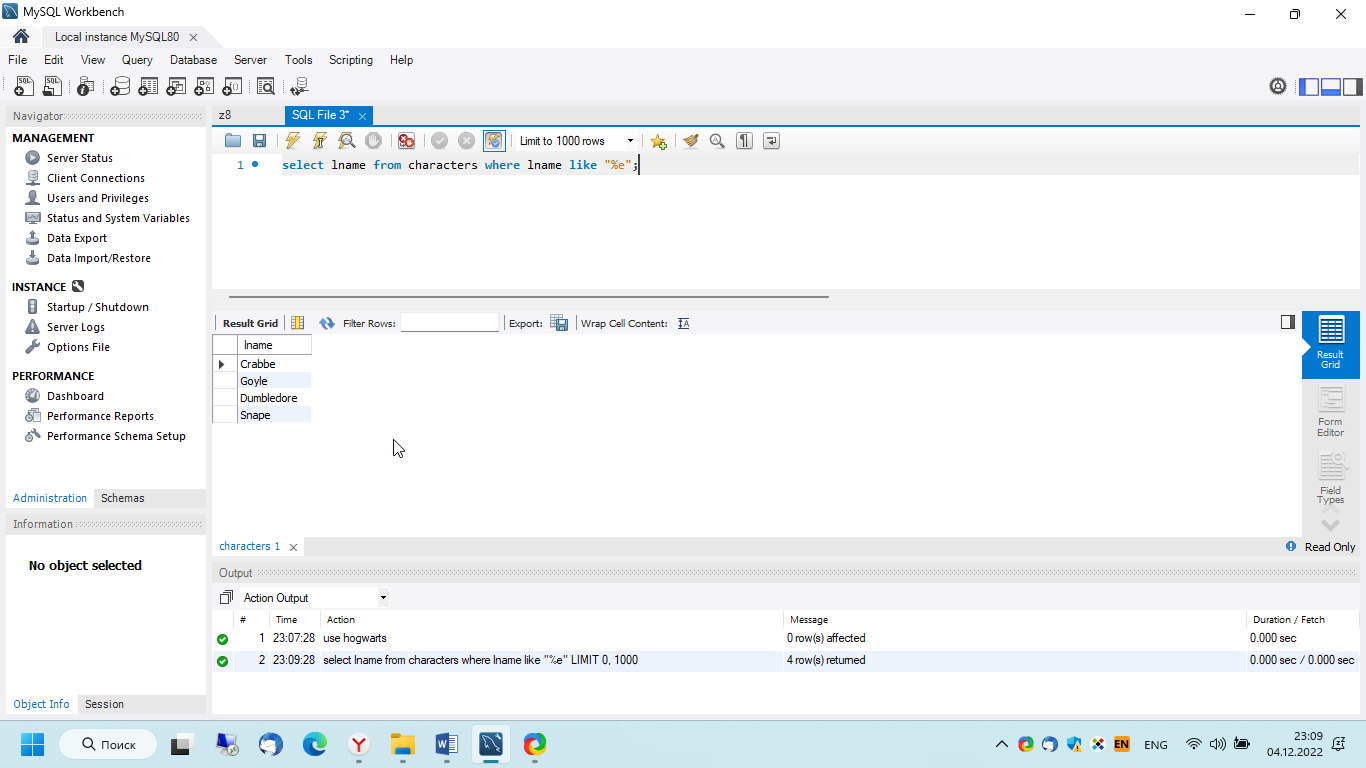 MySQL Workbench
Local instance MySQL80
File Edit View Query Database Server Tools Scripting Help
Navigator
MANAGEMENT
Server Status
Client Connections
Users and Privileges
Status and System Variables
Data Export
Data Import/Restore
INSTANCE
Startup / Shutdown
Server Logs
Options File
PERFORMANCE
Dashboard
Performance Reports
Performance Schema Setup
Administration Schemas
Information
No object selected
Object Info Session
z8 SQL File 3*
Limit to 1000 rows
1 select lname from characters where lname like "%e";
Result Grid Filter Rows: Export: Wrap Cell Content:
lname
Crabbe
Goyle
Dumbledore
Snape
Result
Grid
Form
Editor
Field
Types
characters 1
Read Only
Output
Action Output
# Time Action Message Duration / Fetch
1 23:07:28 use hogwarts 0 row(s) affected 0.000 sec
2 23:09:28 select lname from characters where lname like "%e" LIMIT 0, 1000 4 row(s) returned 0.000 sec / 0.000 sec
Поиск
EN
ENG
23:09
04.12.2022